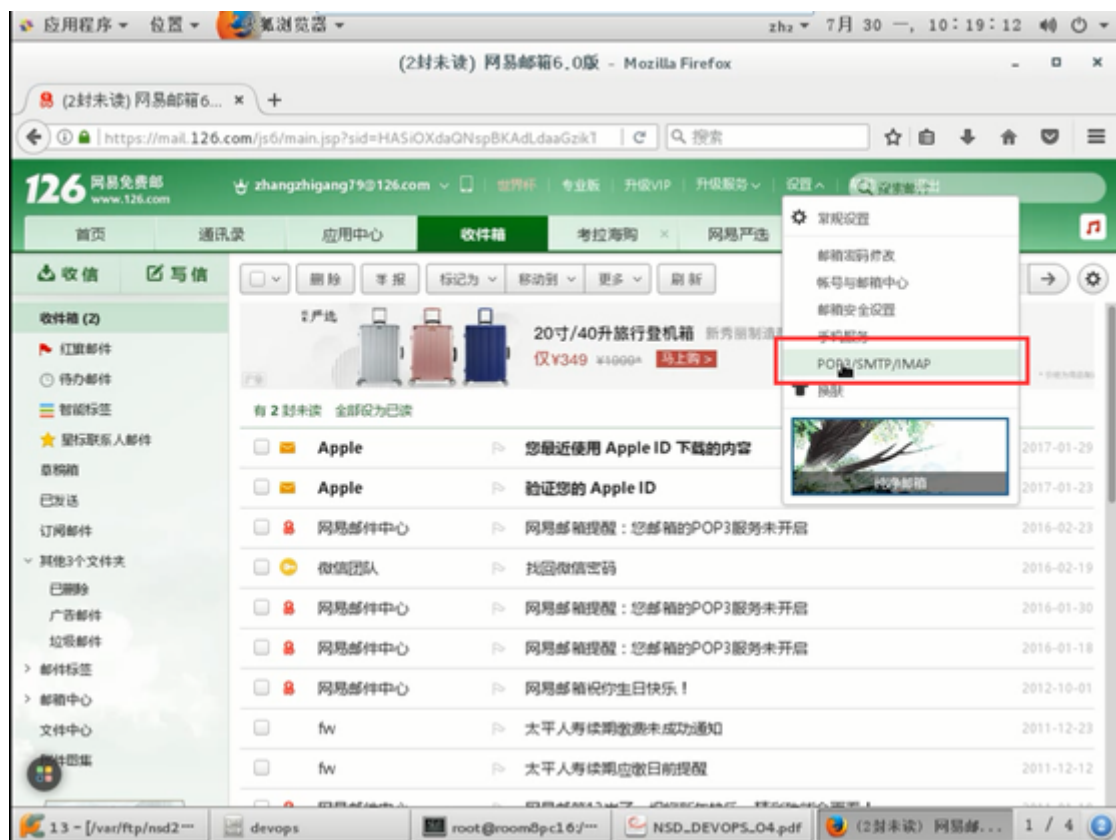 应用程序 位置 火狐浏览器 zhz 7月 30 一, 10:19:12
(2封未读) 网易邮箱6.0版 - Mozilla Firefox
(2封未读) 网易邮箱6...
https://mail.126.com/js6/main.jsp?sid=HASiOXdaQNspBKAdLdaaGzik1 搜索
126 网易免费邮 www.126.com zhangzhigang79@126.com 世界杯 专业版 升级VIP 升级服务 设置
首页 通讯录 应用中心 收件箱 考拉海购 网易严选
常规设置
邮箱密码修改
帐号与邮箱中心
邮箱安全设置
手机服务
POP3/SMTP/IMAP
换肤
纯净邮箱
收信 写信 删除 举报 标记为 移动到 更多 刷新
严选 20寸/40升旅行登机箱 新秀丽制造
仅¥349 马上购 >
广告
收件箱 (2)
红旗邮件
待办邮件
智能标签
星标联系人邮件
草稿箱
已发送
订阅邮件
其他3个文件夹
已删除
广告邮件
垃圾邮件
邮件标签
邮箱中心
文件中心
有 2 封未读 全部设为已读
Apple 您最近使用 Apple ID 下载的内容 2017-01-29
Apple 验证您的 Apple ID 2017-01-23
网易邮件中心 网易邮箱提醒：您邮箱的POP3服务未开启 2016-02-23
微信团队 找回微信密码 2016-02-19
网易邮件中心 网易邮箱提醒：您邮箱的POP3服务未开启 2016-01-30
网易邮件中心 网易邮箱提醒：您邮箱的POP3服务未开启 2016-01-18
网易邮件中心 网易邮箱祝你生日快乐！ 2012-10-01
fw 太平人寿续期缴费未成功通知 2011-12-23
fw 太平人寿续期应缴日前提醒 2011-12-12
13 - [/var/ftp/nsd2··· devops root@room8pc16:/··· NSD_DEVOPS_04.pdf (2封未读) 网易邮... 1 / 4